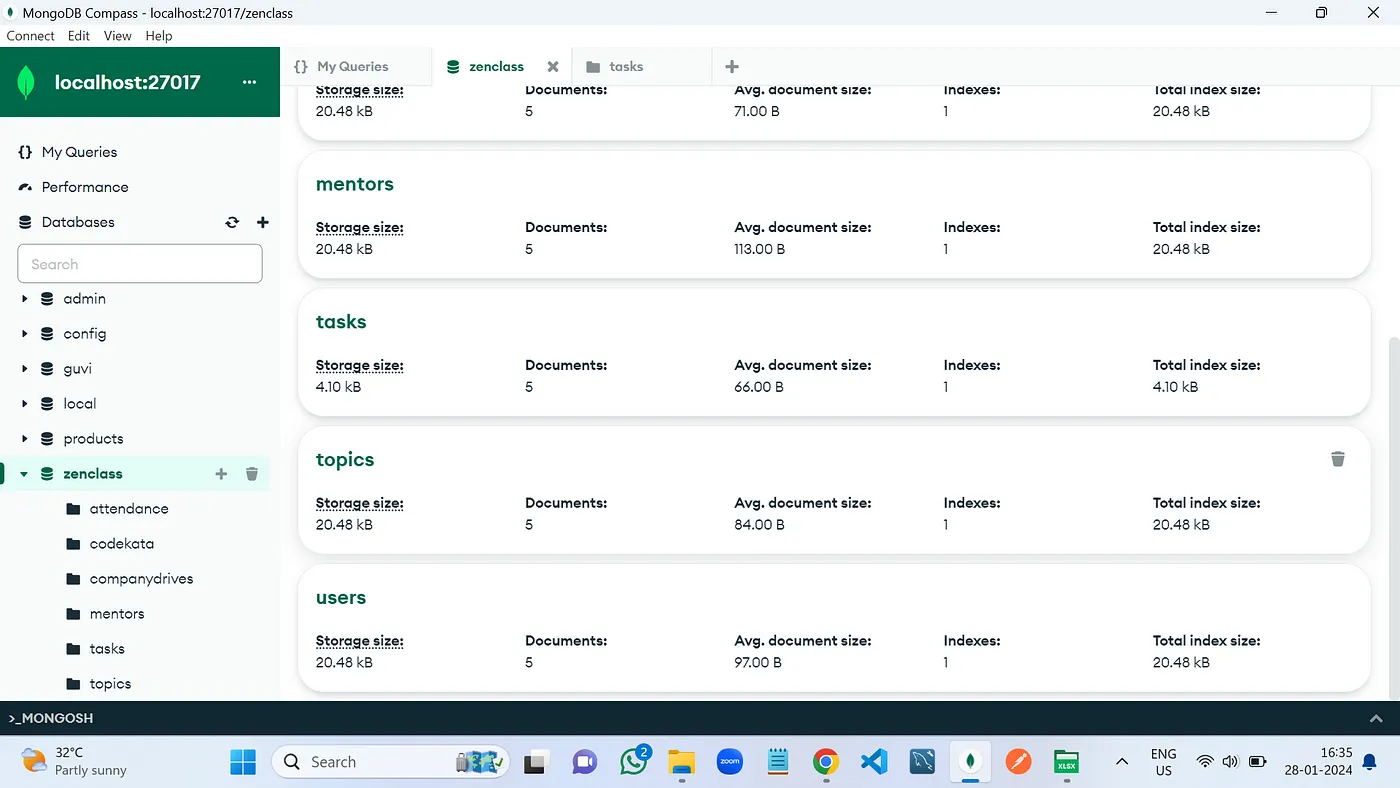 MongoDB Compass - localhost:27017/zenclass
Connect Edit View Help
localhost:27017 ...
{} My Queries
zenclass
tasks
My Queries
Performance
Databases
Search
admin
config
guvi
local
products
zenclass
attendance
codekata
companydrives
mentors
tasks
topics
Storage size: Documents: Avg. document size: Indexes: Total index size:
20.48 kB 5 71.00 B 1 20.48 kB
mentors
Storage size: Documents: Avg. document size: Indexes: Total index size:
20.48 kB 5 113.00 B 1 20.48 kB
tasks
Storage size: Documents: Avg. document size: Indexes: Total index size:
4.10 kB 5 66.00 B 1 4.10 kB
topics
Storage size: Documents: Avg. document size: Indexes: Total index size:
20.48 kB 5 84.00 B 1 20.48 kB
users
Storage size: Documents: Avg. document size: Indexes: Total index size:
20.48 kB 5 97.00 B 1 20.48 kB
>_MONGOSH
32°C
Partly sunny
Search
2
zoom
XLSX
ENG
US
16:35
28-01-2024